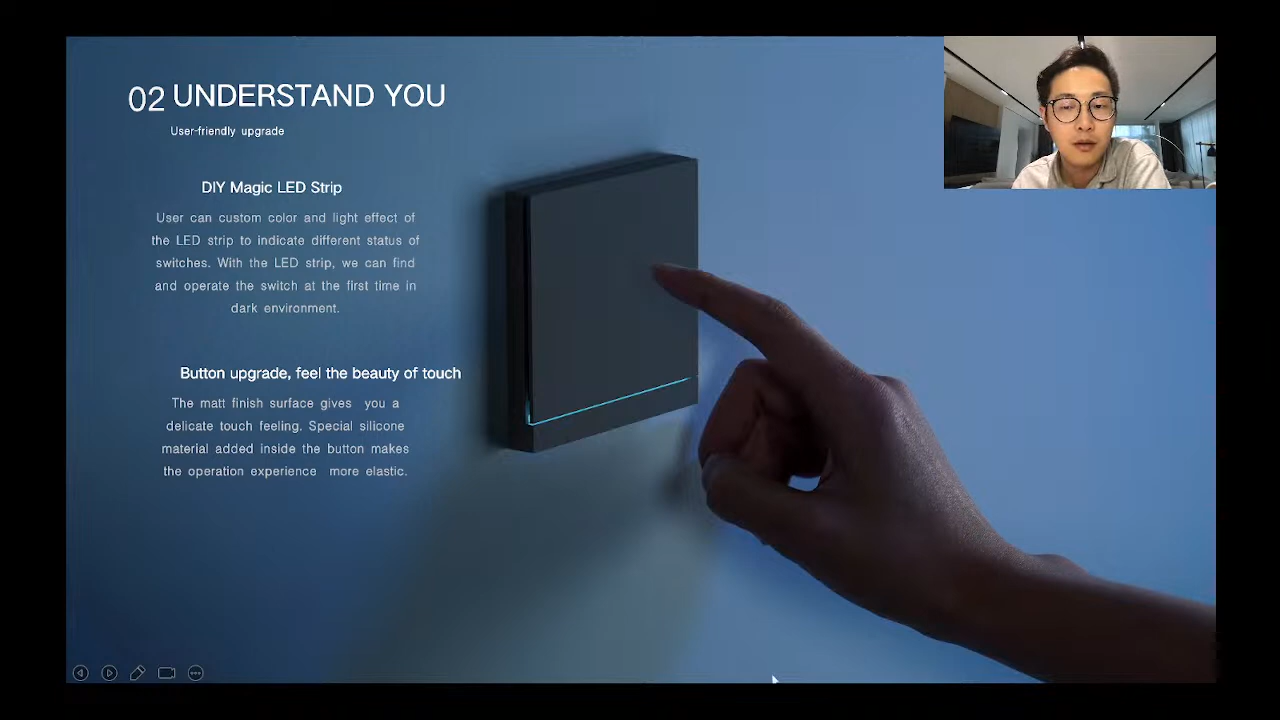 02 UNDERSTAND YOU
User-friendly upgrade
DIY Magic LED Strip
User can custom color and light effect of
the LED strip to indicate different status of
switches. With the LED strip, we can find
and operate the switch at the first time in
dark environment.
Button upgrade, feel the beauty of touch
The matt finish surface gives you a
delicate touch feeling. Special silicone
material added inside the button makes
the operation experience more elastic.